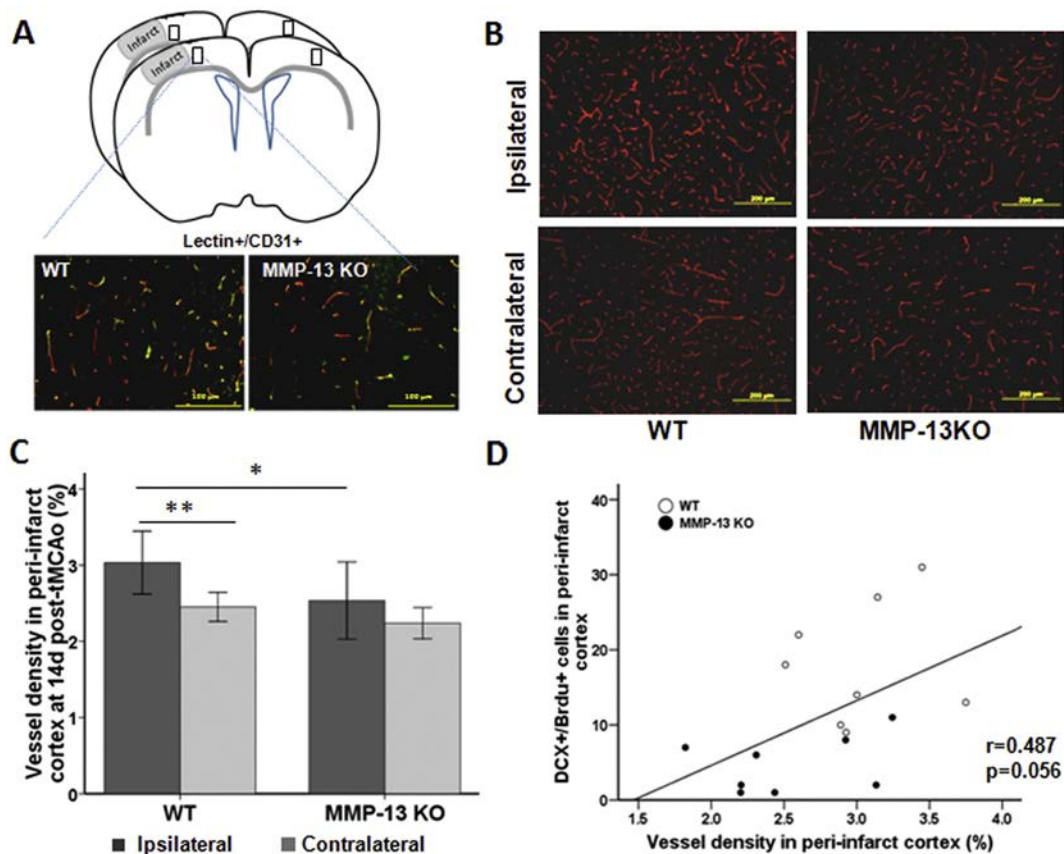 A
Infarct
Infarct
Lectin+/CD31+
WT
MMP-13 KO
100 μm
100 μm
B
Ipsilateral
Contralateral
200 μm
200 μm
200 μm
200 μm
WT
MMP-13KO
C
Vessel density in peri-infarct
cortex at 14d post-tMCAo (%)
4
3
2
1
0
*
**
WT
MMP-13 KO
Ipsilateral
Contralateral
D
DCX+/Brdu+ cells in peri-infarct
cortex
40
30
20
10
0
WT
MMP-13 KO
r=0.487
p=0.056
1.5 2.0 2.5 3.0 3.5 4.0
Vessel density in peri-infarct cortex (%)